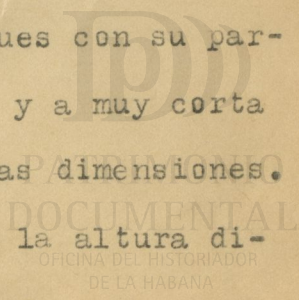 ues con su par-
y a muy corta
as dimensiones.
la altura di-
PATRIMONIO
DOCUMENTAL
OFICINA DEL HISTORIADOR
DE LA HABANA